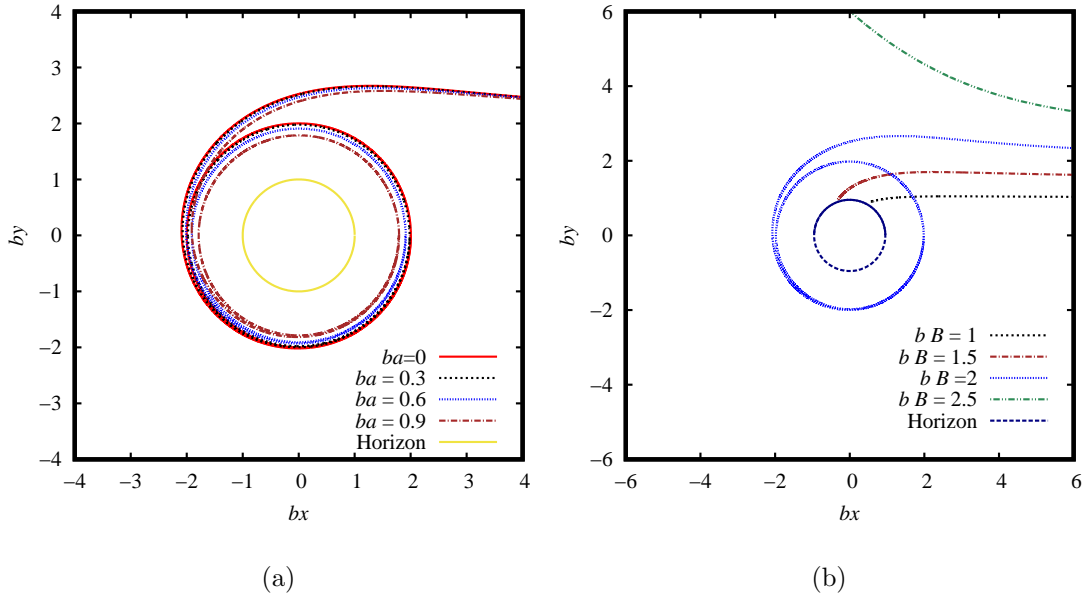 4
3
2
1
0
−1
−2
−3
−4
by
−4 −3 −2 −1 0 1 2 3 4
bx
ba=0
ba = 0.3
ba = 0.6
ba = 0.9
Horizon
(a)
6
4
2
0
−2
−4
−6
by
−6 −4 −2 0 2 4 6
bx
b B = 1
b B = 1.5
b B =2
b B = 2.5
Horizon
(b)